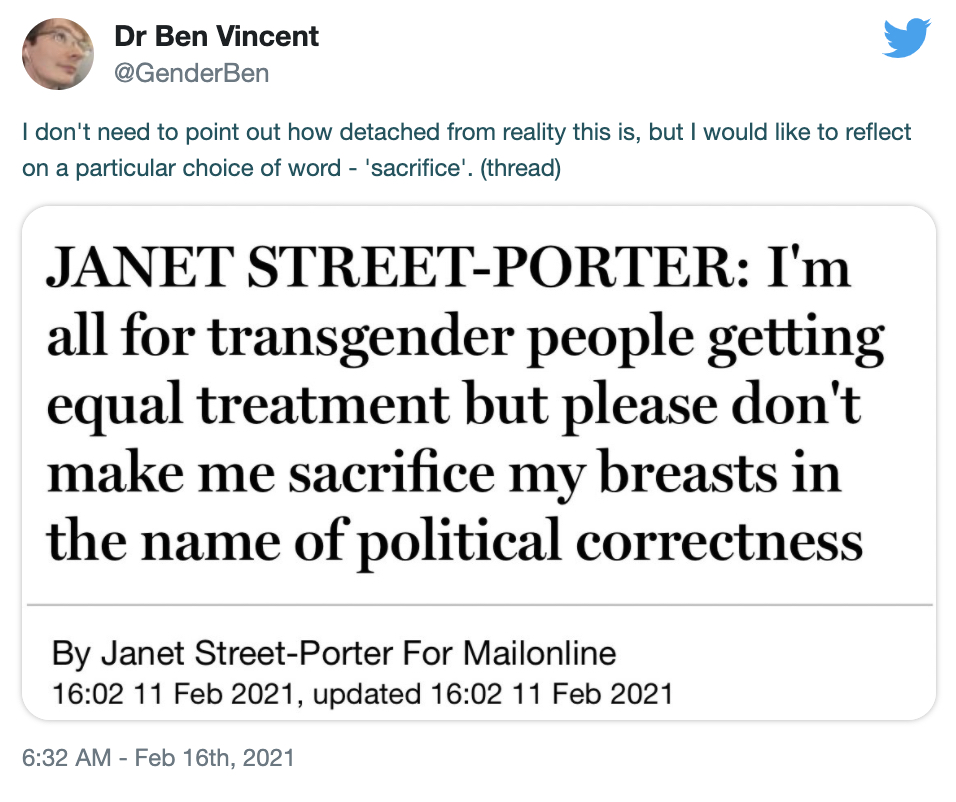 Dr Ben Vincent
@GenderBen
I don't need to point out how detached from reality this is, but I would like to reflect
on a particular choice of word - 'sacrifice'. (thread)
JANET STREET-PORTER: I'm
all for transgender people getting
equal treatment but please don't
make me sacrifice my breasts in
the name of political correctness
By Janet Street-Porter For Mailonline
16:02 11 Feb 2021, updated 16:02 11 Feb 2021
6:32 AM - Feb 16th, 2021